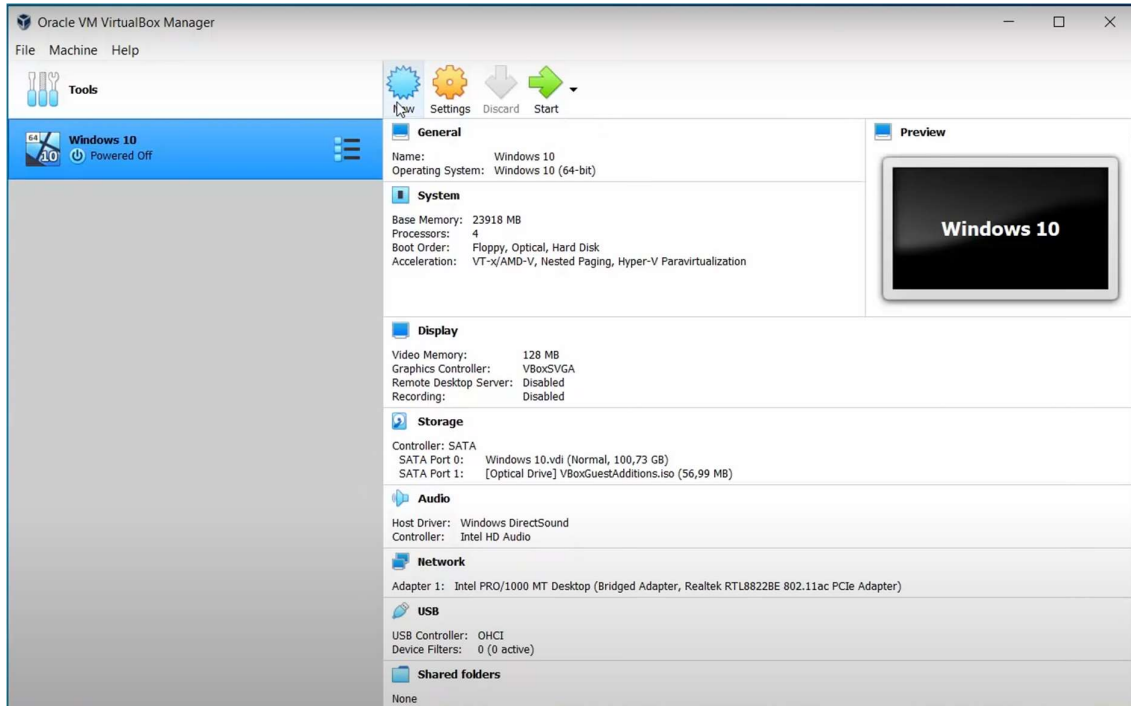 Oracle VM VirtualBox Manager
File Machine Help
Tools
New Settings Discard Start
64
10
Windows 10
Powered Off
General
Name: Windows 10
Operating System: Windows 10 (64-bit)
Preview
Windows 10
System
Base Memory: 23918 MB
Processors: 4
Boot Order: Floppy, Optical, Hard Disk
Acceleration: VT-x/AMD-V, Nested Paging, Hyper-V Paravirtualization
Display
Video Memory: 128 MB
Graphics Controller: VBoxSVGA
Remote Desktop Server: Disabled
Recording: Disabled
Storage
Controller: SATA
SATA Port 0: Windows 10.vdi (Normal, 100,73 GB)
SATA Port 1: [Optical Drive] VBoxGuestAdditions.iso (56,99 MB)
Audio
Host Driver: Windows DirectSound
Controller: Intel HD Audio
Network
Adapter 1: Intel PRO/1000 MT Desktop (Bridged Adapter, Realtek RTL8822BE 802.11ac PCIe Adapter)
USB
USB Controller: OHCI
Device Filters: 0 (0 active)
Shared folders
None